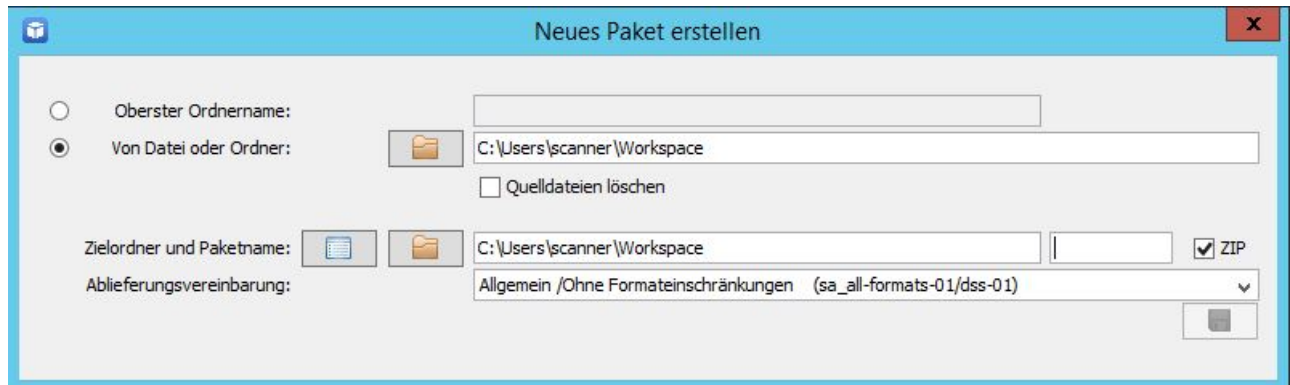 Neues Paket erstellen
x
Oberster Ordnername:
Von Datei oder Ordner: C:\Users\scanner\Workspace
Quelldateien löschen
Zielordner und Paketname: C:\Users\scanner\Workspace ZIP
Ablieferungsvereinbarung: Allgemein /Ohne Formateinschränkungen (sa_all-formats-01/dss-01)